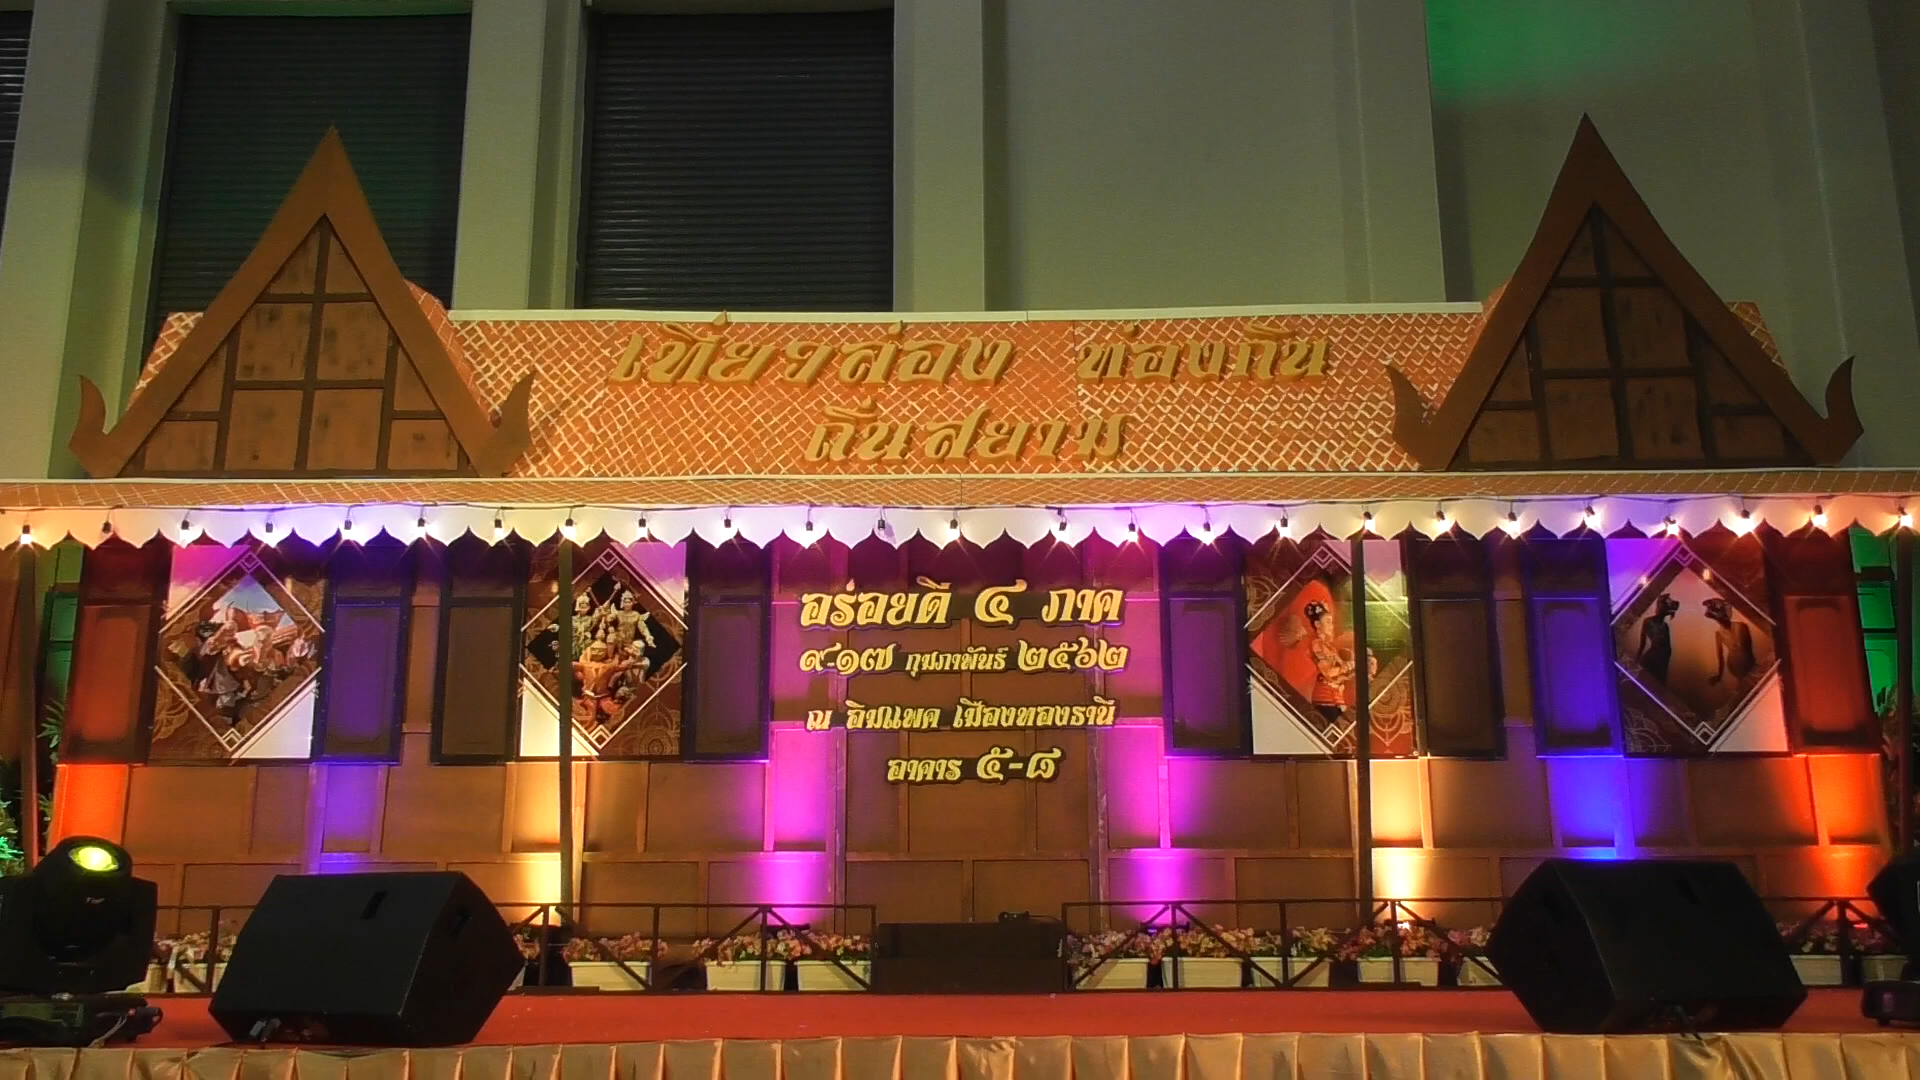 เที่ยวล่อง ท่องถิ่น
ถิ่นสยาม
อร่อยดี ๔ ภาค
๙-๑๗ กุมภาพันธ์ ๒๕๖๒
ณ อิมแพค เมืองทองธานี
อาคาร ๕-๘